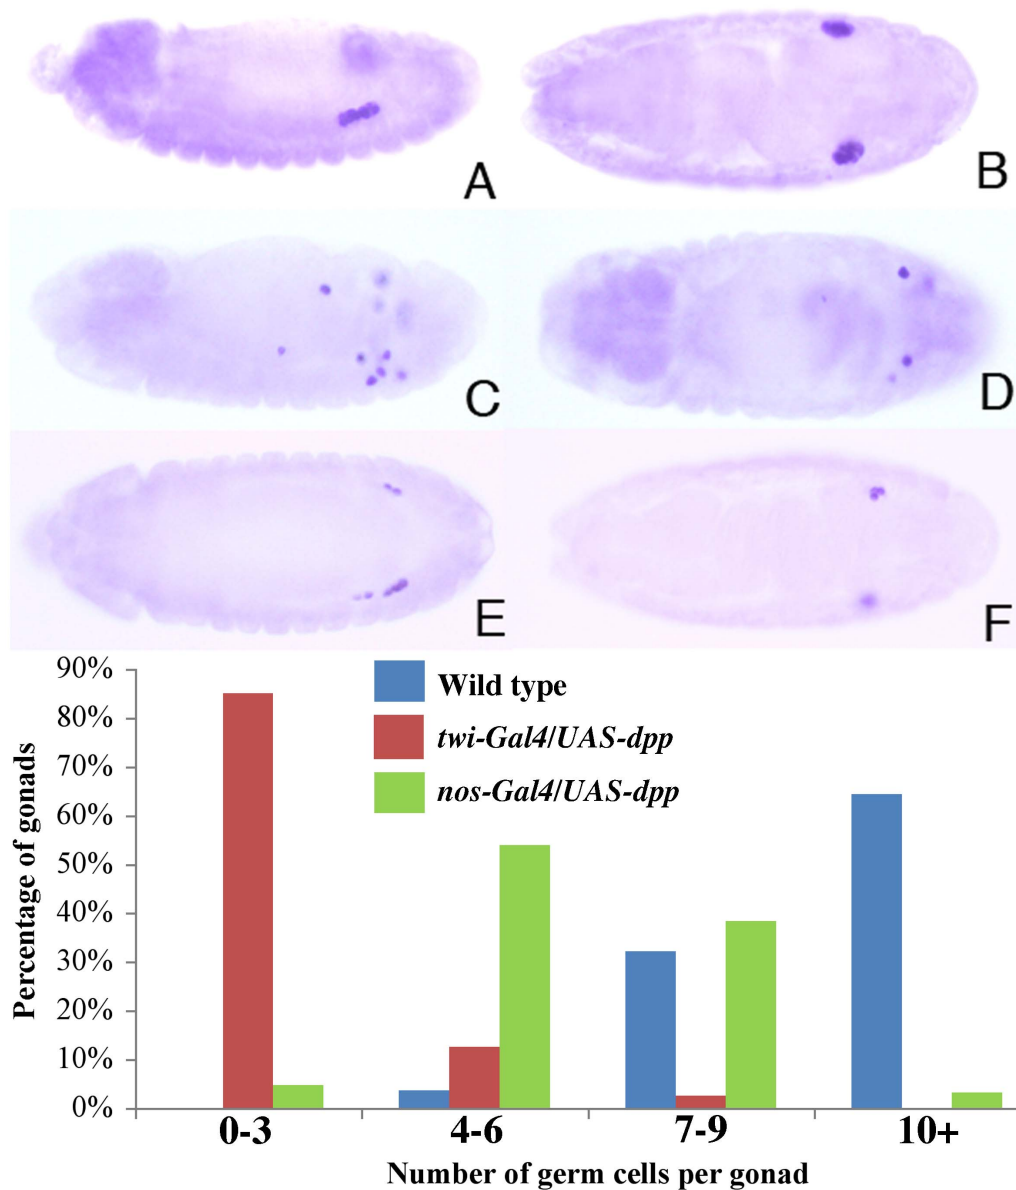 A
B
C
D
E
F
90%
80%
70%
60%
50%
40%
30%
20%
10%
0%
Percentage of gonads
Wild type
twi-Gal4/UAS-dpp
nos-Gal4/UAS-dpp
0-3 4-6 7-9 10+
Number of germ cells per gonad